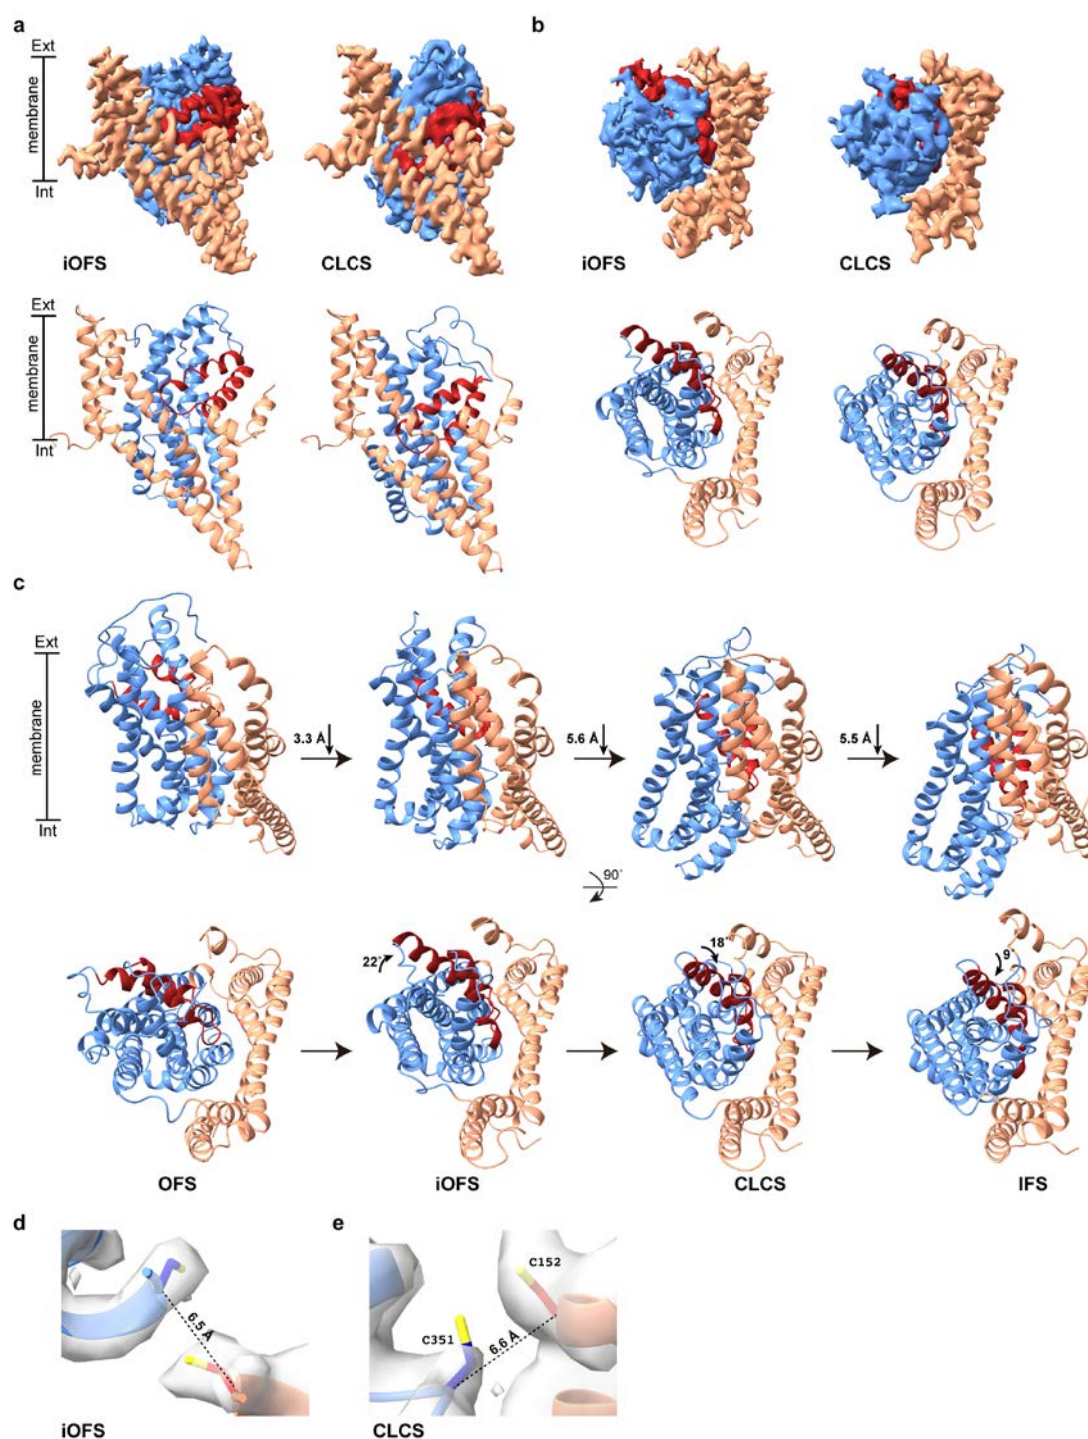 a
b
Ext
membrane
Int
iOFS
CLCS
iOFS
CLCS
Ext
membrane
Int
c
Ext
membrane
Int
3.3 Å
5.6 Å
5.5 Å
90°
22°
18°
9°
OFS
iOFS
CLCS
IFS
d
e
6.5 Å
C152
C351
6.6 Å
iOFS
CLCS